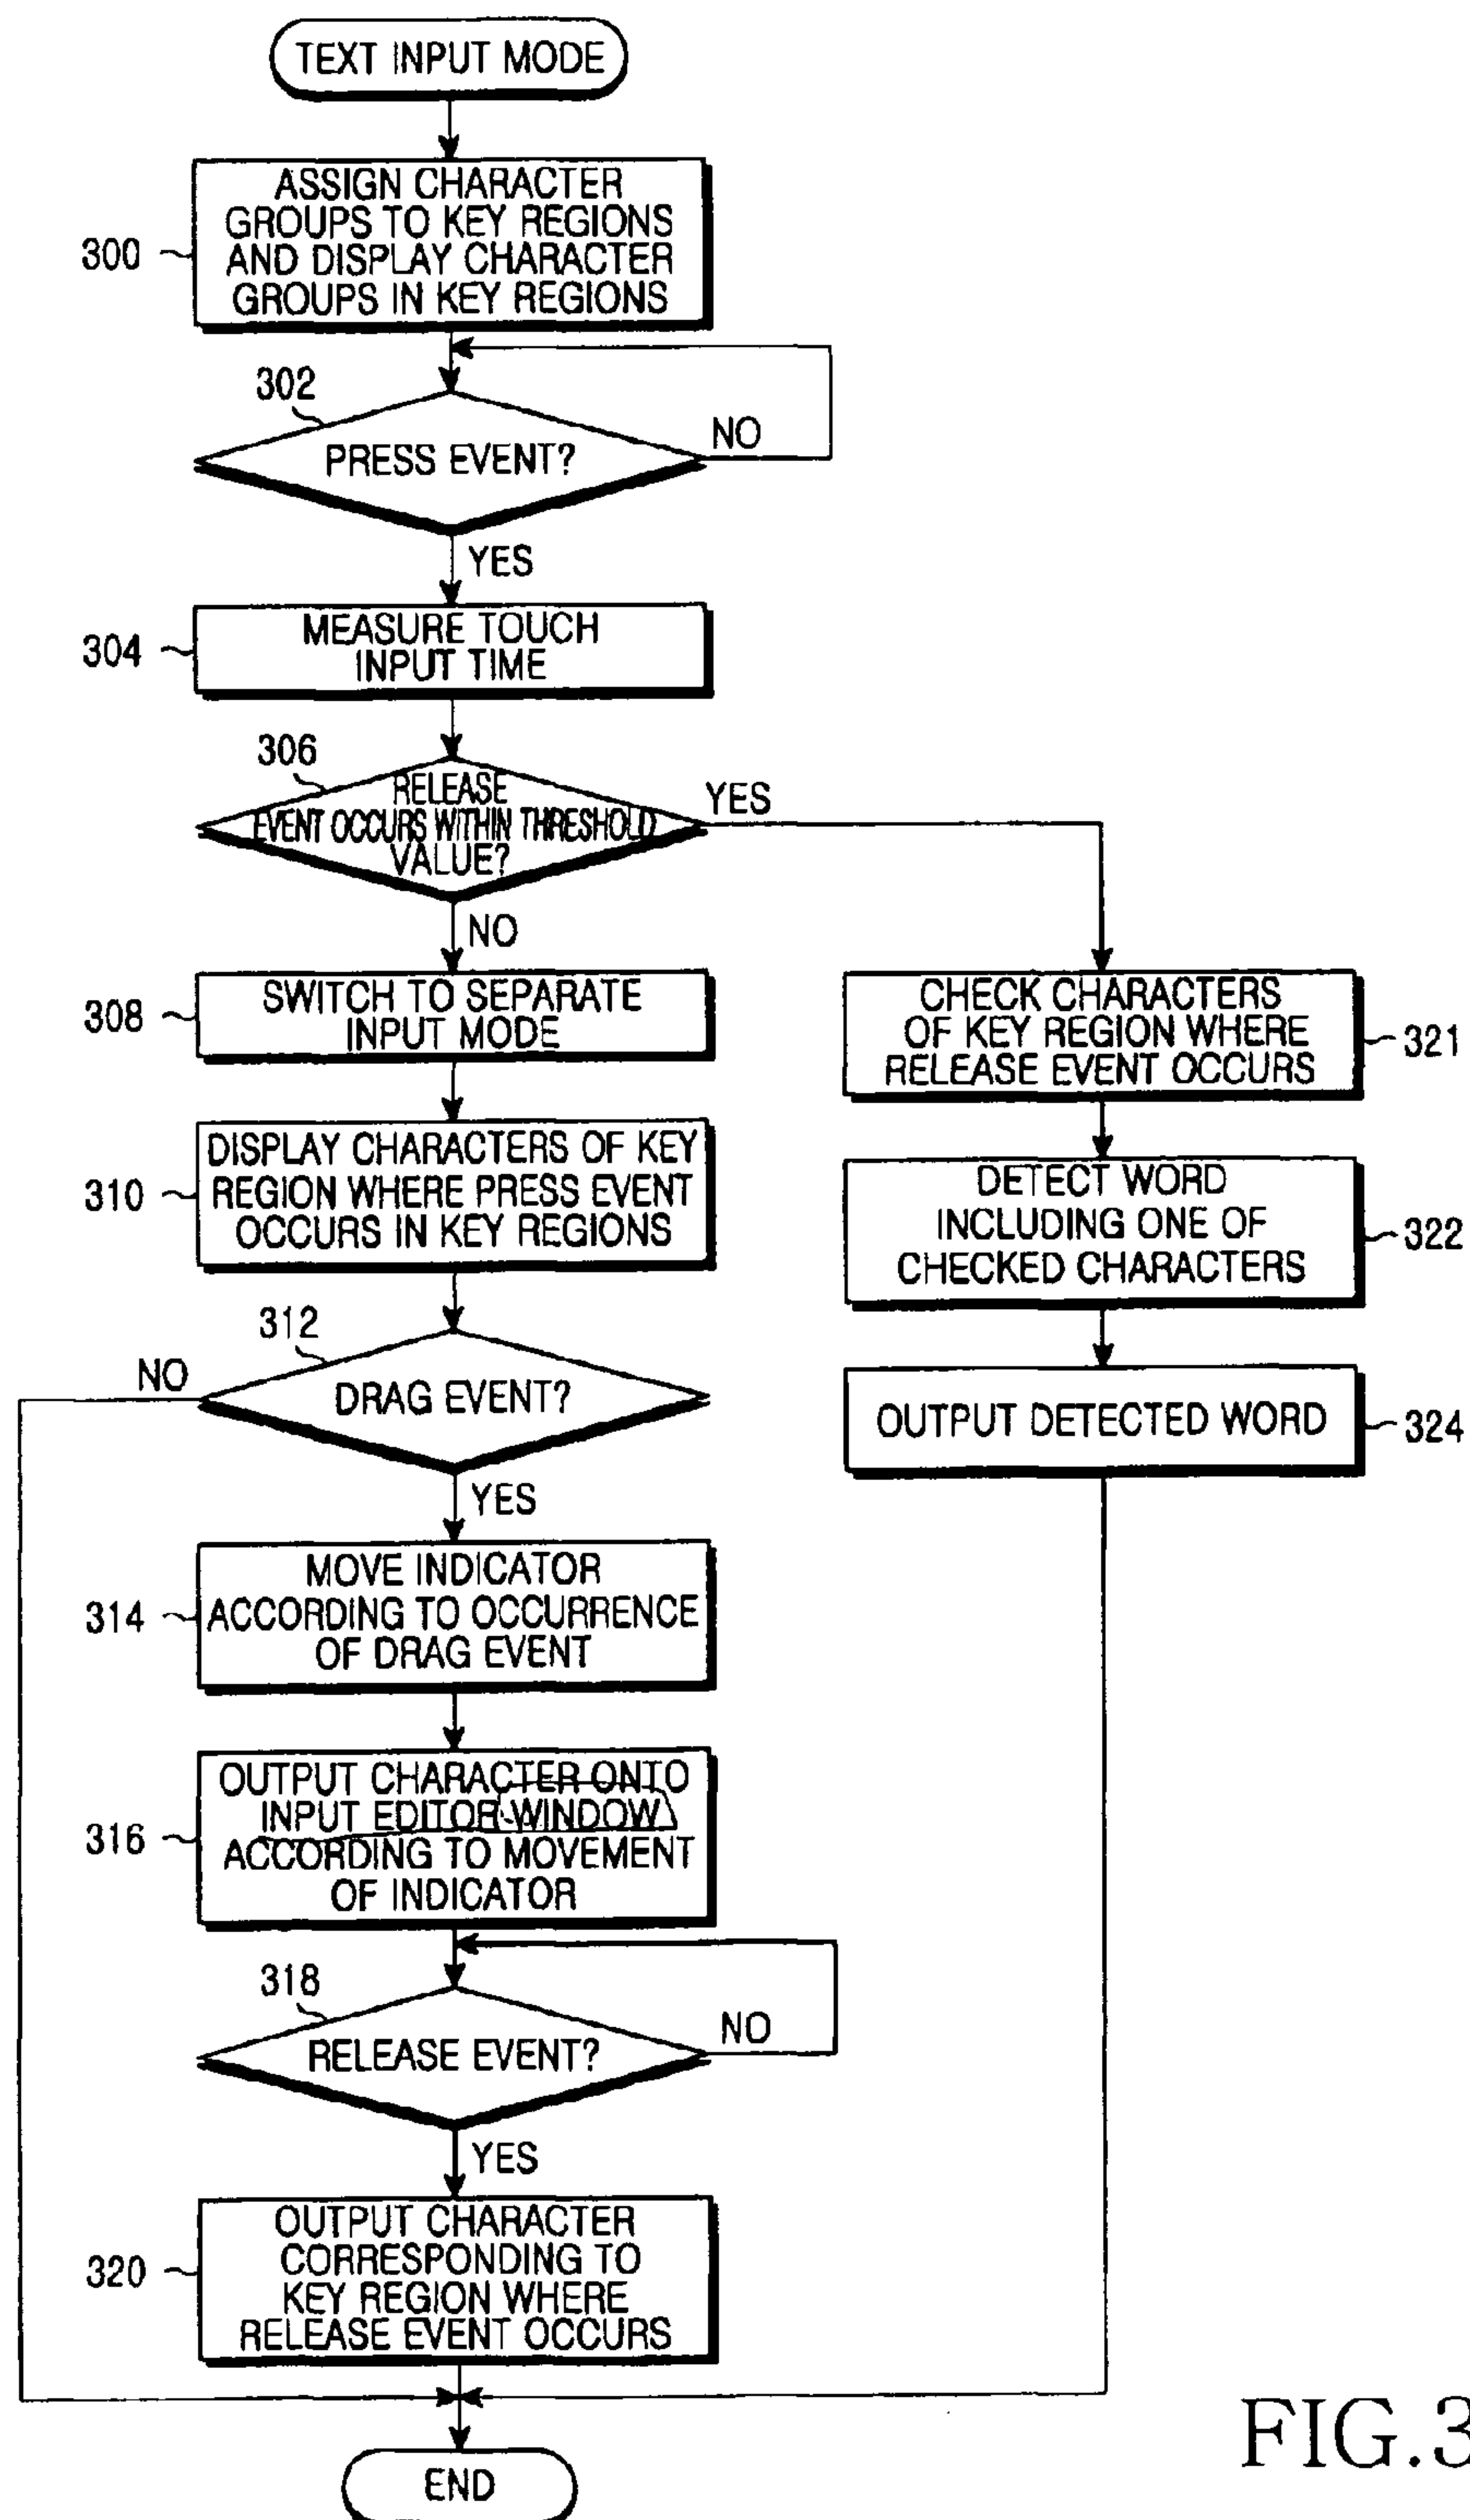 TEXT INPUT MODE
300
ASSIGN CHARACTER
GROUPS TO KEY REGIONS
AND DISPLAY CHARACTER
GROUPS IN KEY REGIONS
302
PRESS EVENT?
NO
YES
304
MEASURE TOUCH
INPUT TIME
306
RELEASE
EVENT OCCURS WITHIN THRESHOLD
VALUE?
YES
NO
308
SWITCH TO SEPARATE
INPUT MODE
310
DISPLAY CHARACTERS OF KEY
REGION WHERE PRESS EVENT
OCCURS IN KEY REGIONS
312
DRAG EVENT?
NO
YES
314
MOVE INDICATOR
ACCORDING TO OCCURRENCE
OF DRAG EVENT
316
OUTPUT CHARACTER ONTO
INPUT EDITOR WINDOW
ACCORDING TO MOVEMENT
OF INDICATOR
318
RELEASE EVENT?
NO
YES
320
OUTPUT CHARACTER
CORRESPONDING TO
KEY REGION WHERE
RELEASE EVENT OCCURS
CHECK CHARACTERS
OF KEY REGION WHERE
RELEASE EVENT OCCURS
321
DETECT WORD
INCLUDING ONE OF
CHECKED CHARACTERS
322
OUTPUT DETECTED WORD
324
END
FIG.3